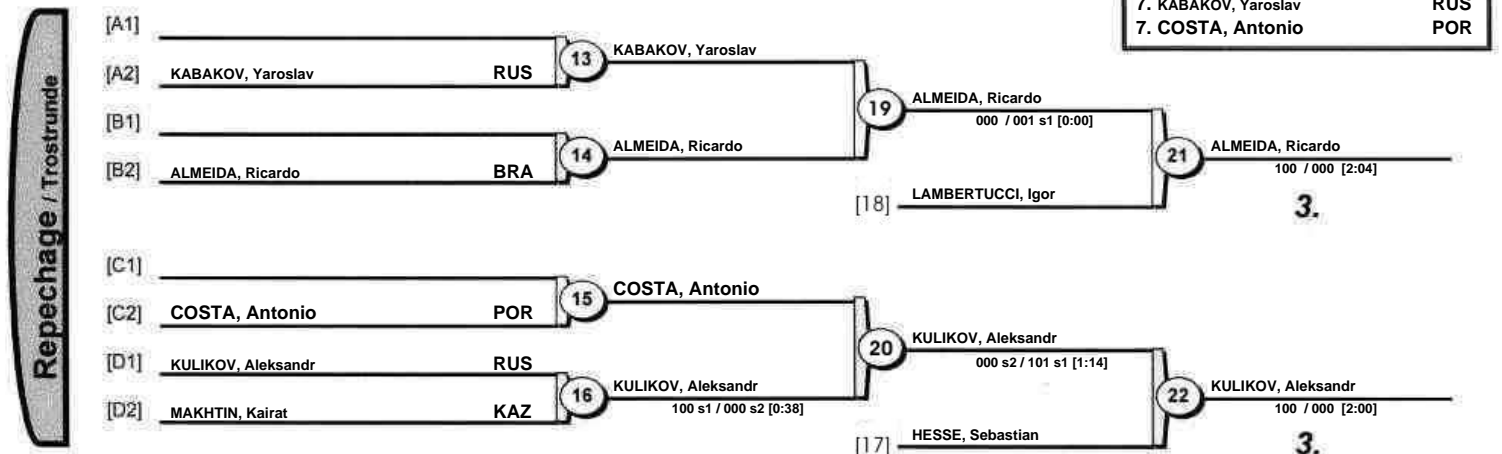 7. KABAKOV, Yaroslav RUS
7. COSTA, Antonio POR
Repechage / Trostrunde
[A1]
[A2] KABAKOV, Yaroslav RUS
13 KABAKOV, Yaroslav
[B1]
[B2] ALMEIDA, Ricardo BRA
14 ALMEIDA, Ricardo
19 ALMEIDA, Ricardo
000 / 001 s1 [0:00]
[18] LAMBERTUCCI, Igor
21 ALMEIDA, Ricardo
100 / 000 [2:04]
3.
[C1]
[C2] COSTA, Antonio POR
15 COSTA, Antonio
[D1] KULIKOV, Aleksandr RUS
[D2] MAKHTIN, Kairat KAZ
16 KULIKOV, Aleksandr
100 s1 / 000 s2 [0:38]
20 KULIKOV, Aleksandr
000 s2 / 101 s1 [1:14]
[17] HESSE, Sebastian
22 KULIKOV, Aleksandr
100 / 000 [2:00]
3.